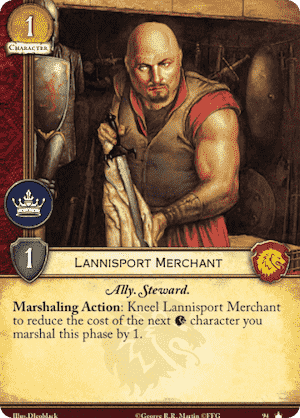 1
CHARACTER
1
LANNISPORT MERCHANT
Ally. Steward.
Marshaling Action: Kneel Lannisport Merchant
to reduce the cost of the next character you
marshal this phase by 1.
©George R.R. Martin ©FFG
94